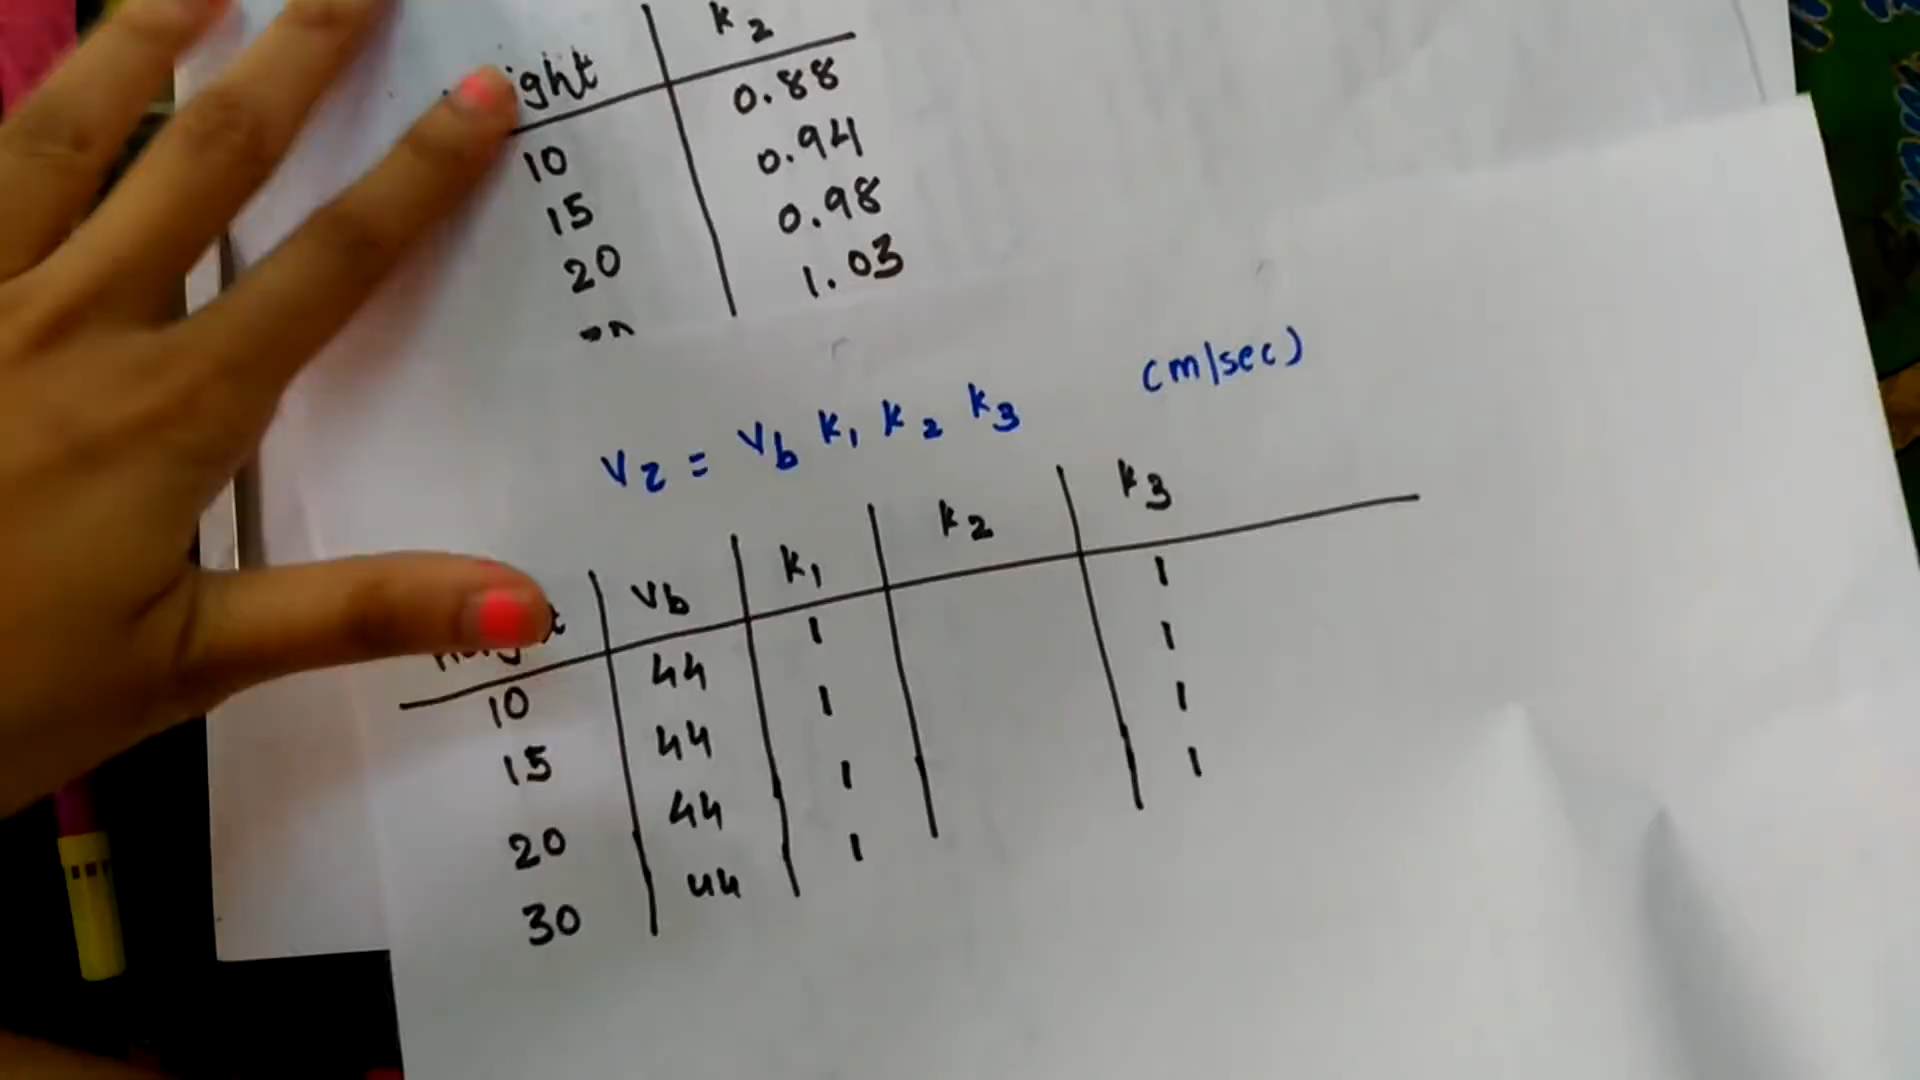 k2
0.88
10 0.94
15 0.98
20 1.03
Vz = Vb k1 k2 k3 (m/sec)
Vb k1 k2 k3
10 44 1 1
15 44 1 1
20 44 1 1
30 44 1 1